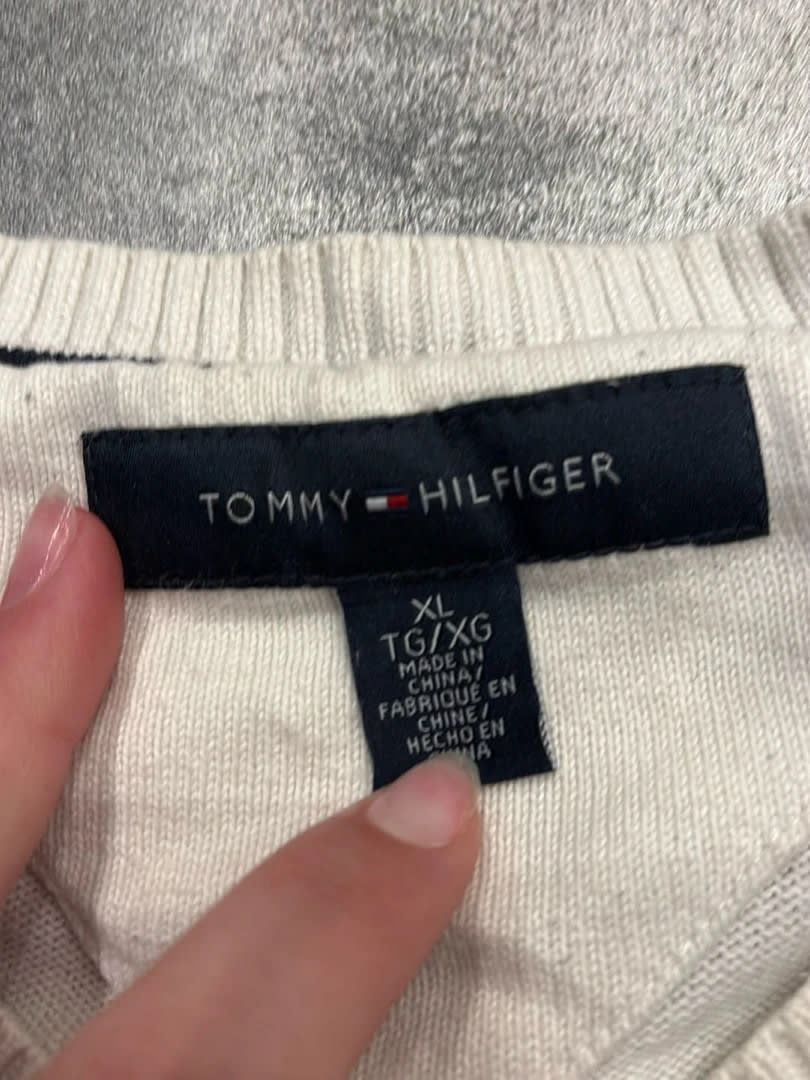 TOMMY HILFIGER
XL
TG/XG
MADE IN
CHINA/
FABRIQUÉ EN
CHINE/
HECHO EN